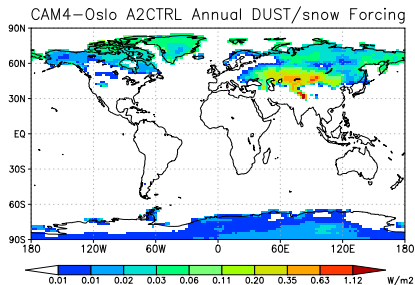 CAM4-Oslo A2CTRL Annual DUST/snow Forcing
90N
60N
30N
EQ
30S
60S
90S
180 120W 60W 0 60E 120E 180
0.01 0.01 0.02 0.03 0.06 0.11 0.20 0.35 0.63 1.12 W/m2